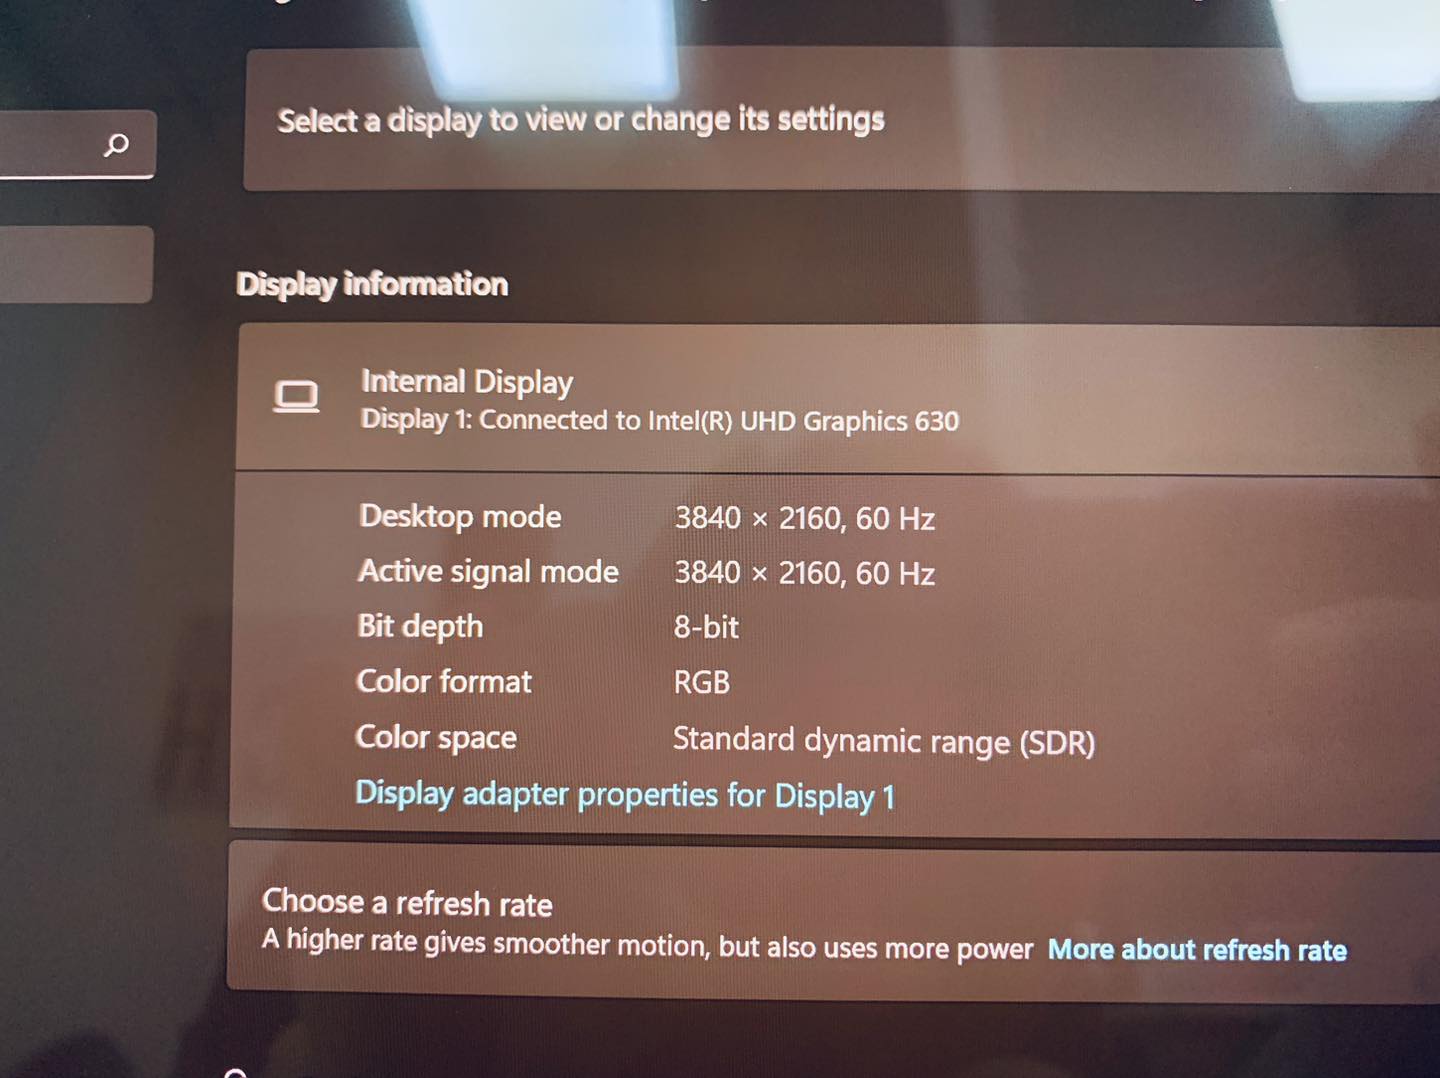 Select a display to view or change its settings
Display information
Internal Display
Display 1: Connected to Intel(R) UHD Graphics 630
Desktop mode 3840 × 2160, 60 Hz
Active signal mode 3840 × 2160, 60 Hz
Bit depth 8-bit
Color format RGB
Color space Standard dynamic range (SDR)
Display adapter properties for Display 1
Choose a refresh rate
A higher rate gives smoother motion, but also uses more power More about refresh rate